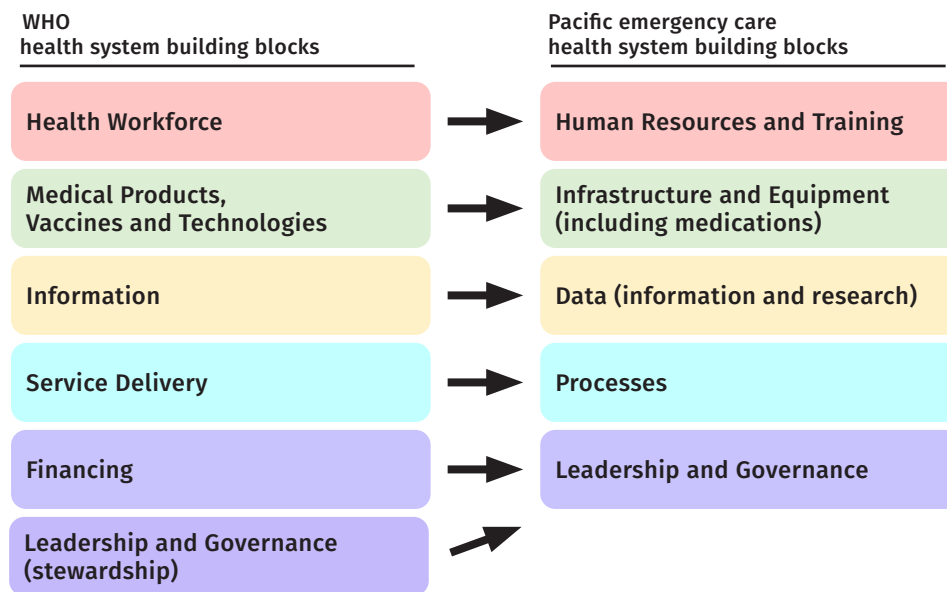 WHO
health system building blocks
Pacific emergency care
health system building blocks
Health Workforce
Human Resources and Training
Medical Products,
Vaccines and Technologies
Infrastructure and Equipment
(including medications)
Information
Data (information and research)
Service Delivery
Processes
Financing
Leadership and Governance
Leadership and Governance
(stewardship)